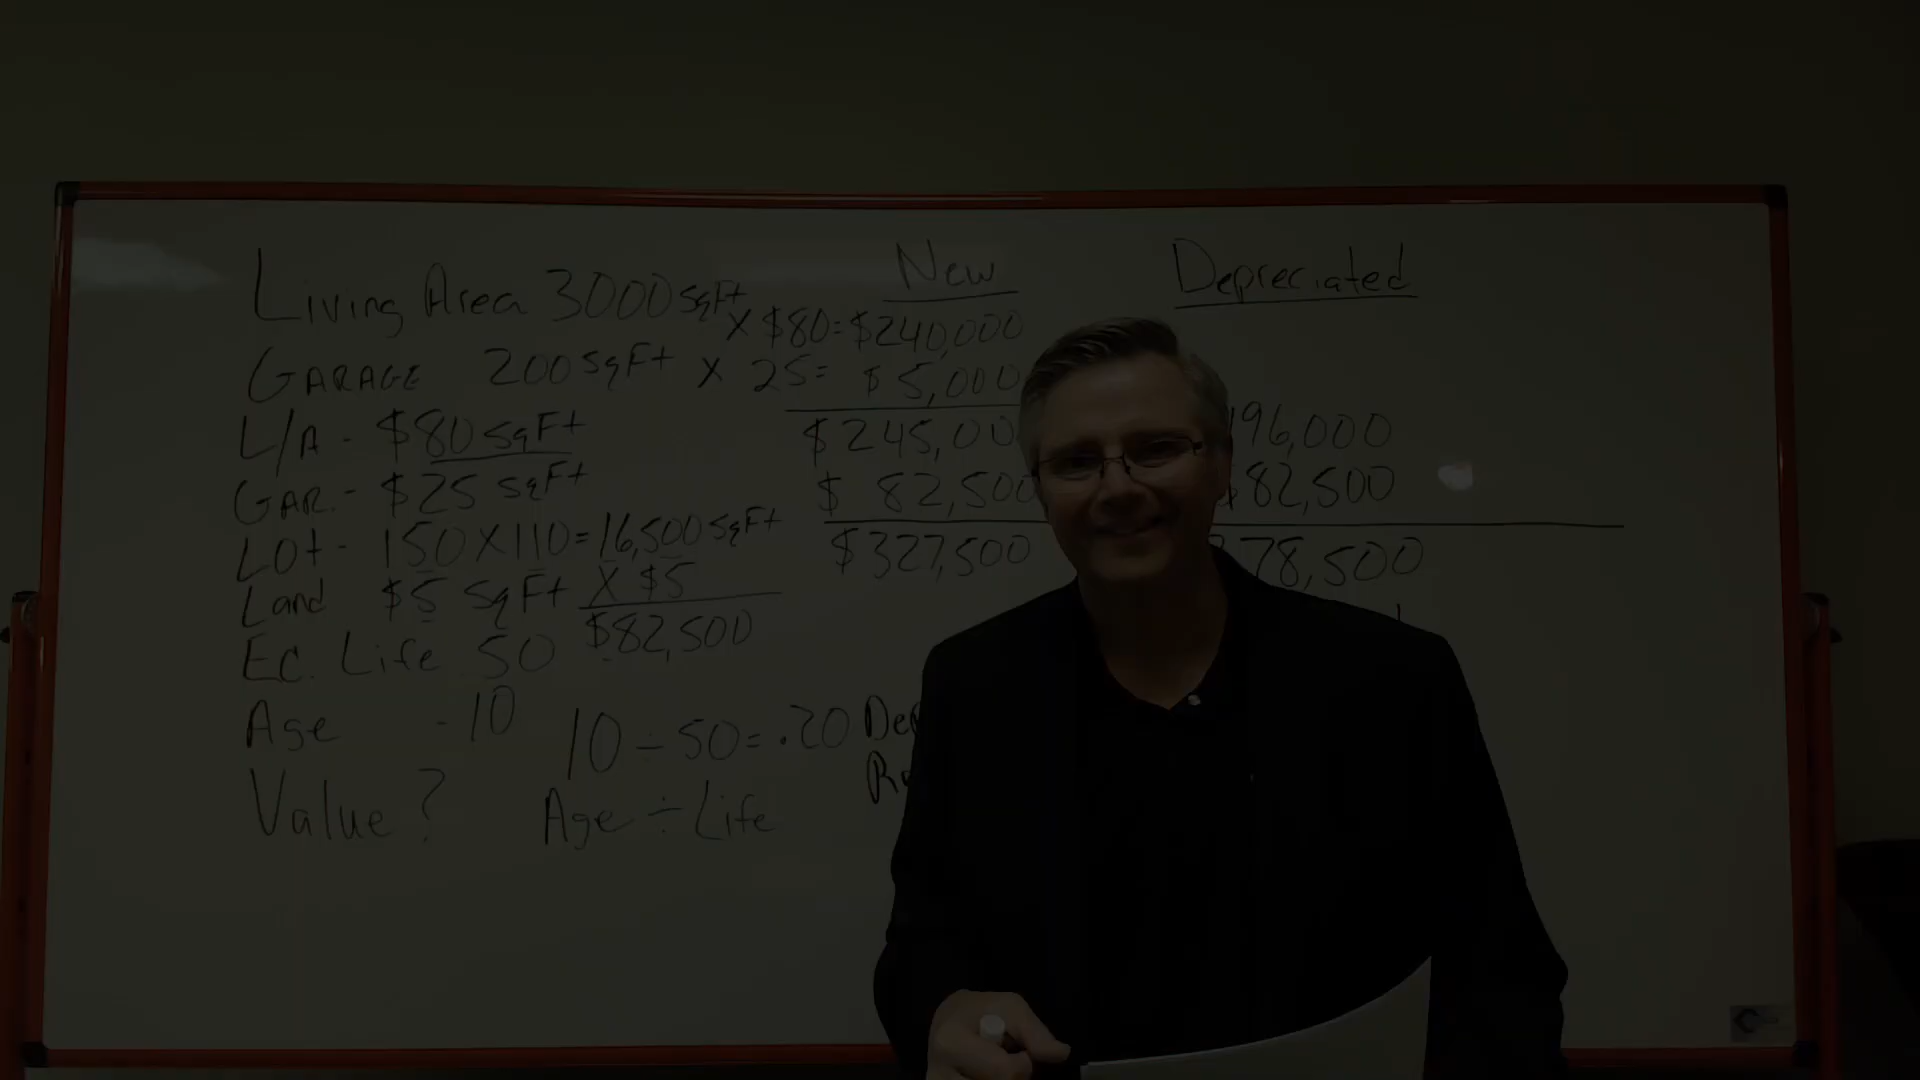 New Depreciated
Living Area 3000 sqft
x $80 = $240,000
GARAGE 200 sqFt x 25 = $5,000
L/A - $80 sqFt $245,00 196,000
GAR. - $25 sqFt $ 82,500 $82,500
LOt - 150 X 110 = 16,500 sqFt $327,500 78,500
Land $5 sqFt X $5
$82,500
Ec. Life 50
Age - 10 10 ÷ 50 = .20
Value ? Age ÷ Life